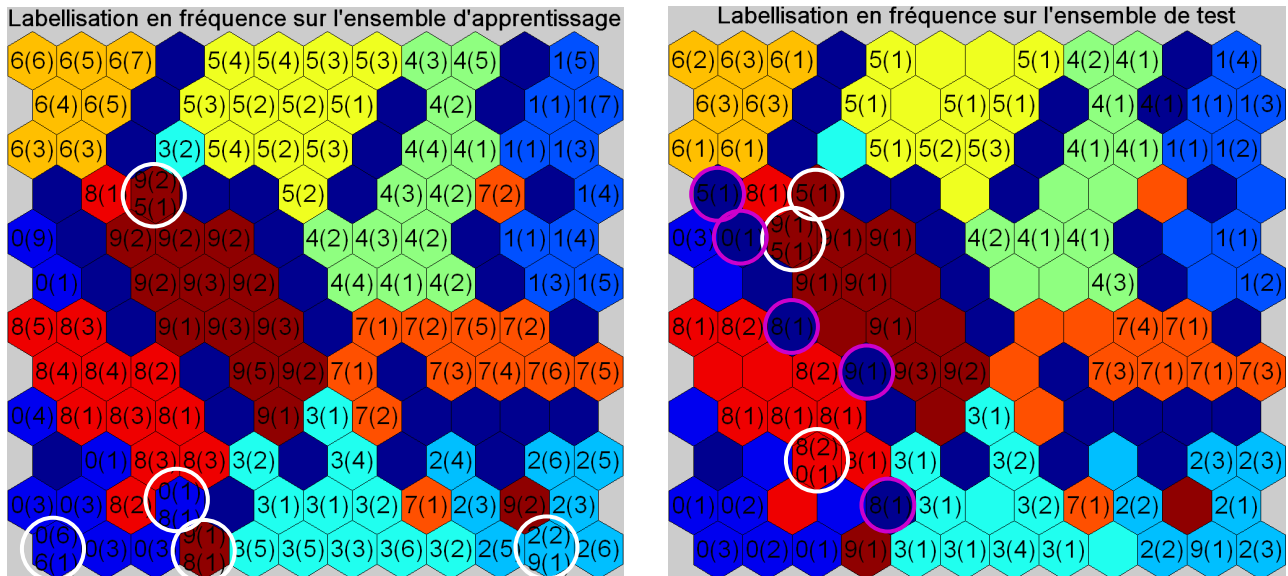 Labellisation en fréquence sur l'ensemble d'apprentissage
6(6) 6(5) 6(7) 5(4) 5(4) 5(3) 5(3) 4(3) 4(5) 1(5)
6(4) 6(5) 5(3) 5(2) 5(2) 5(1) 4(2) 1(1) 1(7)
6(3) 6(3) 3(2) 5(4) 5(2) 5(3) 4(4) 4(1) 1(1) 1(3)
8(1) 9(2) 5(2) 4(3) 4(2) 7(2) 1(4)
5(1)
0(9) 9(2) 9(2) 9(2) 4(2) 4(3) 4(2) 1(1) 1(4)
0(1) 9(2) 9(3) 9(2) 4(4) 4(1) 4(2) 1(3) 1(5)
8(5) 8(3) 9(1) 9(3) 9(3) 7(1) 7(2) 7(5) 7(2)
8(4) 8(4) 8(2) 9(5) 9(2) 7(1) 7(3) 7(4) 7(6) 7(5)
0(4) 8(1) 8(3) 8(1) 9(1) 3(1) 7(2)
0(1) 8(3) 8(3) 3(2) 3(4) 2(4) 2(6) 2(5)
0(3) 0(3) 8(2) 0(1) 3(1) 3(1) 3(2) 7(1) 2(3) 9(2) 2(3)
8(1)
0(6) 0(3) 0(3) 9(1) 3(5) 3(5) 3(6) 3(2) 2(5) 2(2) 2(6)
6(1) 8(1) 9(1)
Labellisation en fréquence sur l'ensemble de test
6(2) 6(3) 6(1) 5(1) 5(1) 4(2) 4(1) 1(4)
6(3) 6(3) 5(1) 5(1) 5(1) 4(1) 4(1) 1(1) 1(3)
6(1) 6(1) 5(1) 5(2) 5(3) 4(1) 4(1) 1(1) 1(2)
5(1) 8(1) 5(1)
0(3) 0(1) 9(1) 9(1) 9(1) 4(2) 4(1) 4(1) 1(1)
5(1)
9(1) 9(1) 4(3) 1(2)
8(1) 8(2) 8(1) 9(1) 7(4) 7(1)
8(2) 9(1) 9(3) 9(2) 7(3) 7(1) 7(1) 7(3)
8(1) 8(1) 8(1) 3(1)
8(2) 8(1) 3(1) 3(2) 2(3) 2(3)
0(1)
0(1) 0(2) 8(1) 3(1) 3(2) 7(1) 2(2) 2(1)
0(3) 0(2) 0(1) 9(1) 3(1) 3(1) 3(4) 3(1) 2(2) 9(1) 2(3)